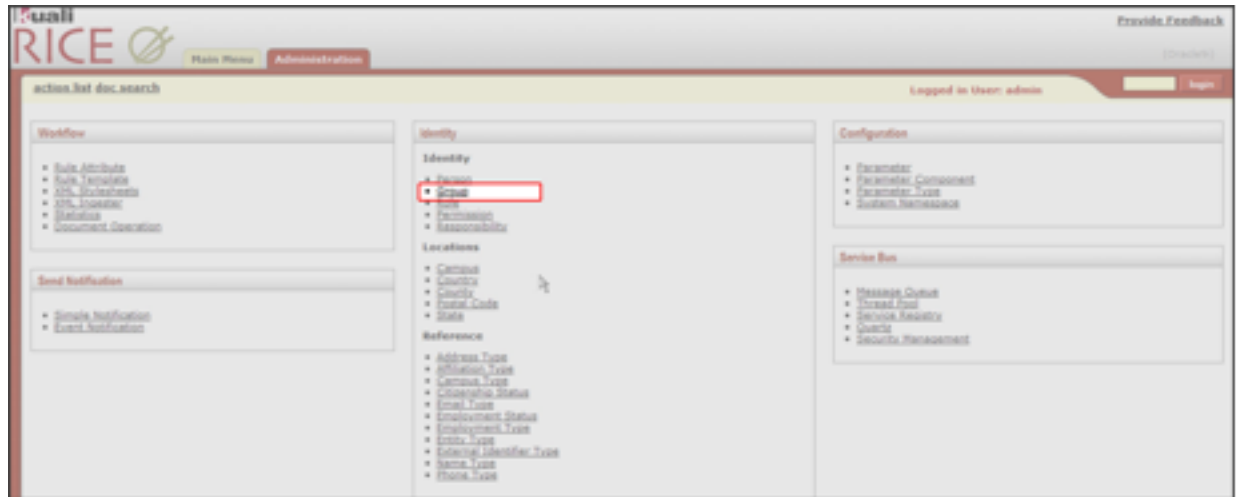 Kuali
RICE
Provide Feedback
Main Menu
Administration
action list doc search
Logged in User: admin
login
Workflow
Rule Attribute
Rule Template
XML Stylesheets
XML Ingester
Statistics
Document Operation
Send Notification
Simple Notification
Event Notification
Identity
Identity
Person
Group
Role
Permission
Responsibility
Locations
Campus
Country
County
Postal Code
State
Reference
Address Type
Affiliation Type
Campus Type
Citizenship Status
Email Type
Employment Status
Employment Type
Entity Type
External Identifier Type
Name Type
Phone Type
Configuration
Parameter
Parameter Component
Parameter Type
System Namespace
Service Bus
Message Queue
Thread Pool
Service Registry
Quartz
Security Management